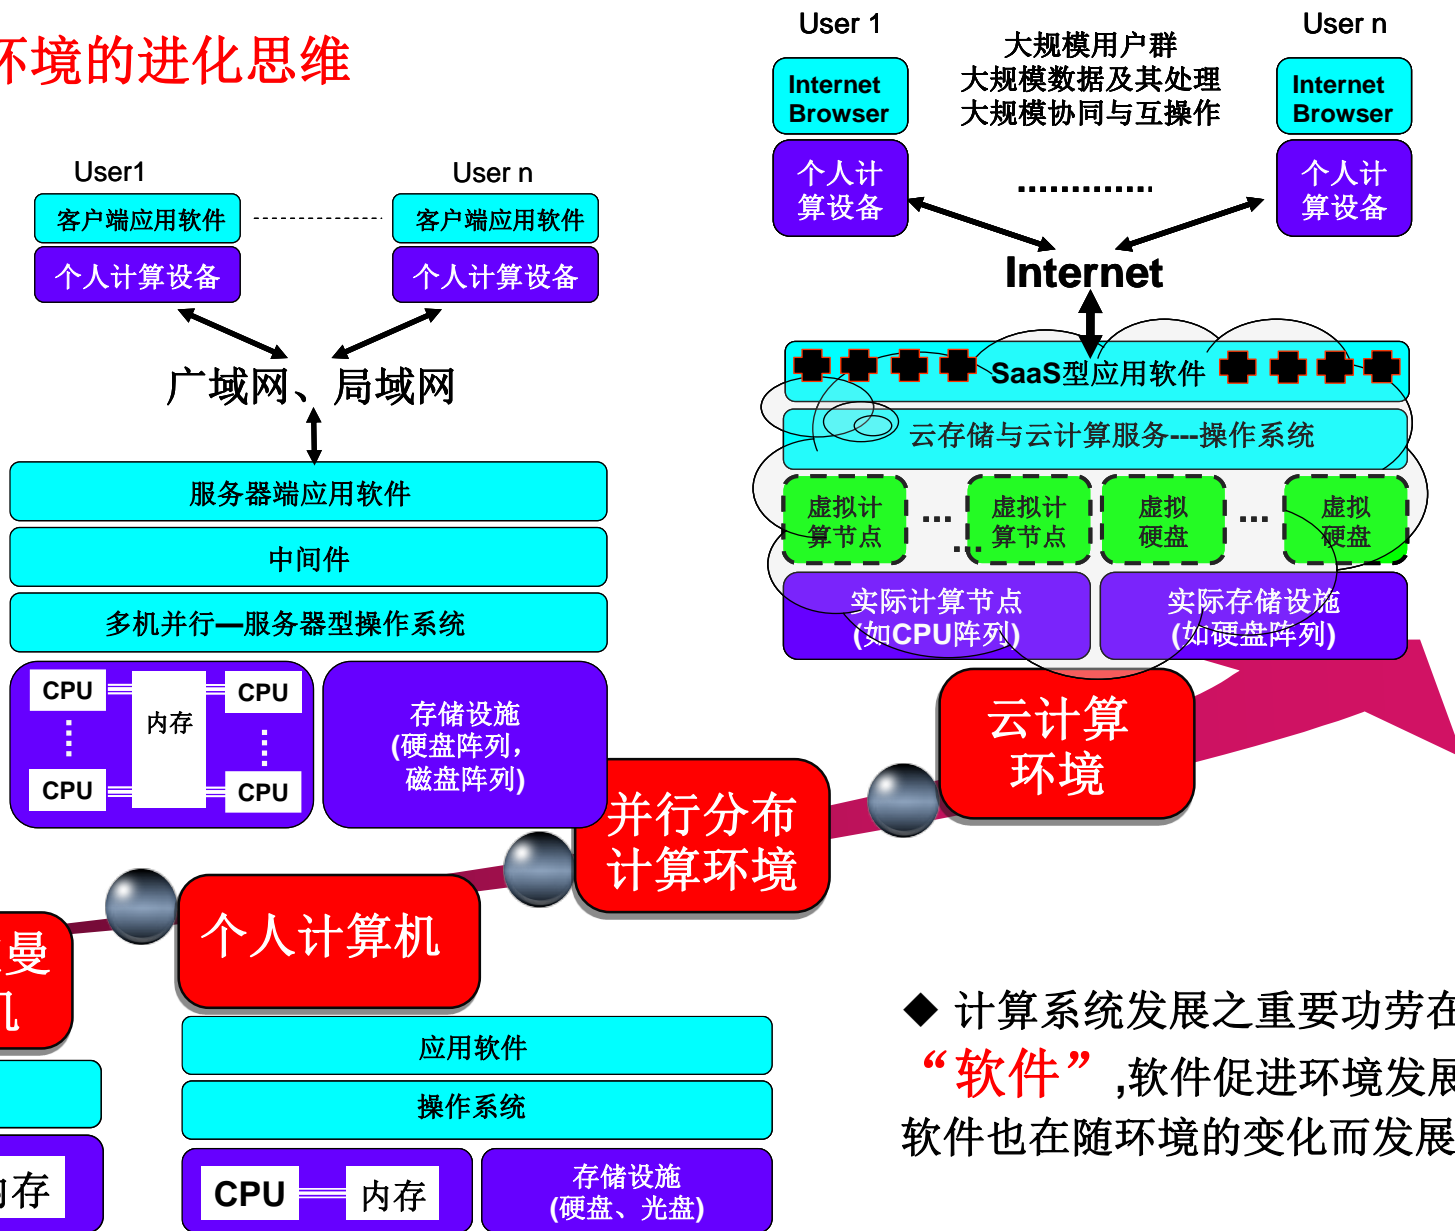 环境的进化思维
User1
User n
客户端应用软件
客户端应用软件
个人计算设备
个人计算设备
广域网、局域网
服务器端应用软件
中间件
多机并行—服务器型操作系统
CPU
内存
CPU
CPU
CPU
存储设施
(硬盘阵列,
磁盘阵列)
User 1
User n
大规模用户群
大规模数据及其处理
大规模协同与互操作
Internet
Browser
Internet
Browser
个人计
算设备
.............
个人计
算设备
Internet
SaaS型应用软件
云存储与云计算服务---操作系统
虚拟计
算节点
...
虚拟计
算节点
...
虚拟
硬盘
...
虚拟
硬盘
实际计算节点
(如CPU阵列)
实际存储设施
(如硬盘阵列)
云计算
环境
并行分布
计算环境
个人计算机
曼
机
应用软件
操作系统
CPU
内存
存储设施
(硬盘、光盘)
内存
◆ 计算系统发展之重要功劳在
“软件”,软件促进环境发展
软件也在随环境的变化而发展